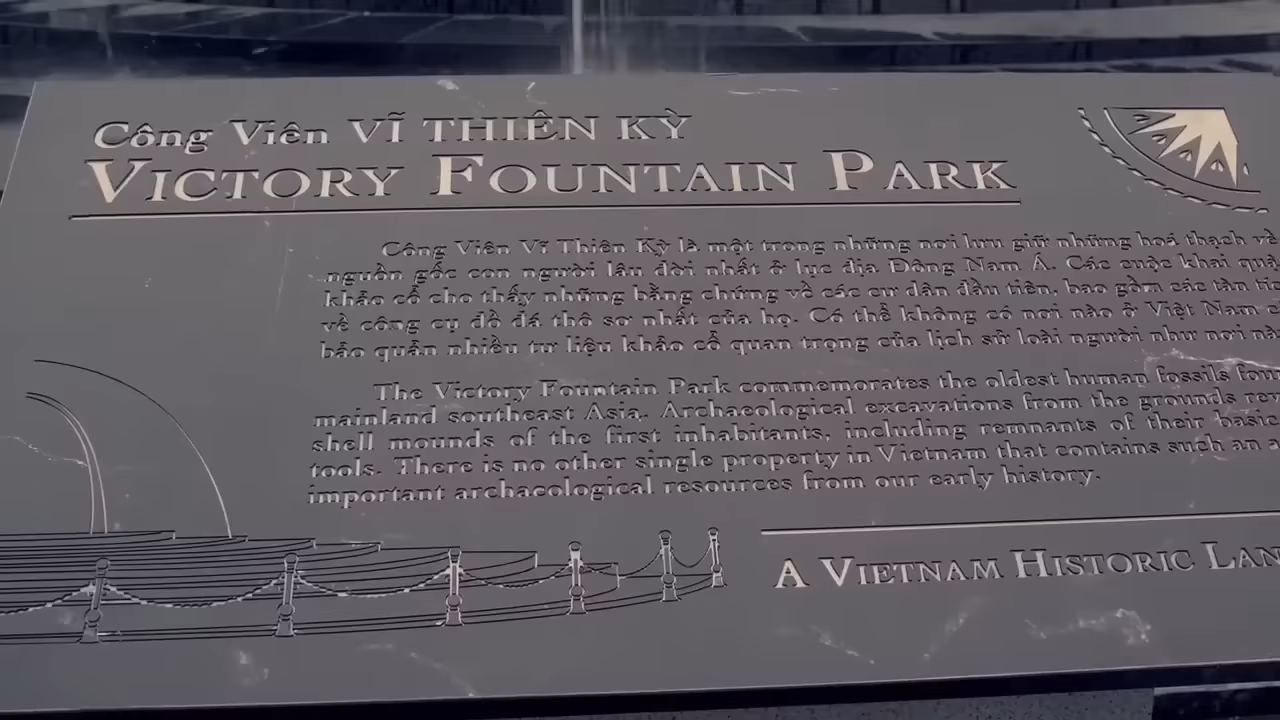 Công Viên VĨ THIÊN KỲ
VICTORY FOUNTAIN PARK
Công Viên Vĩ Thiên Kỳ là một trong những nơi lưu giữ những hoá thạch về
nguồn gốc con người lâu đời nhất ở lục địa Đông Nam Á. Các cuộc khai quậ
khảo cổ cho thấy những bằng chứng về các cư dân đầu tiên, bao gồm các tàn tíc
về công cụ đồ đá thô sơ nhất của họ. Có thể không có nơi nào ở Việt Nam c
bảo quản nhiều tư liệu khảo cổ quan trọng của lịch sử loài người như nơi nà
The Victory Fountain Park commemorates the oldest human fossils foun
mainland southeast Asia. Archaeological excavations from the grounds rev
shell mounds of the first inhabitants, including remnants of their basic
tools. There is no other single property in Vietnam that contains such an a
important archaeological resources from our early history.
A VIETNAM HISTORIC LAN